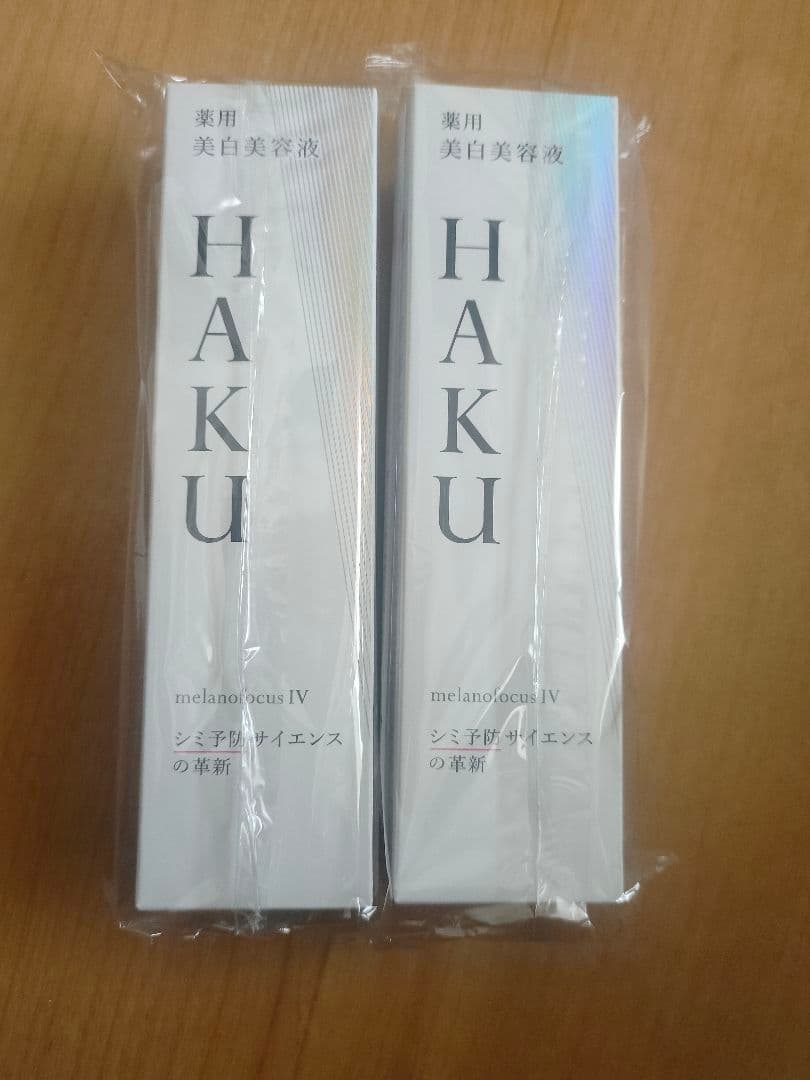 薬用
美白美容液
HAKU
melanofocus IV
シミ予防サイエンス
の革新
薬用
美白美容液
HAKU
melanofocus IV
シミ予防サイエンス
の革新